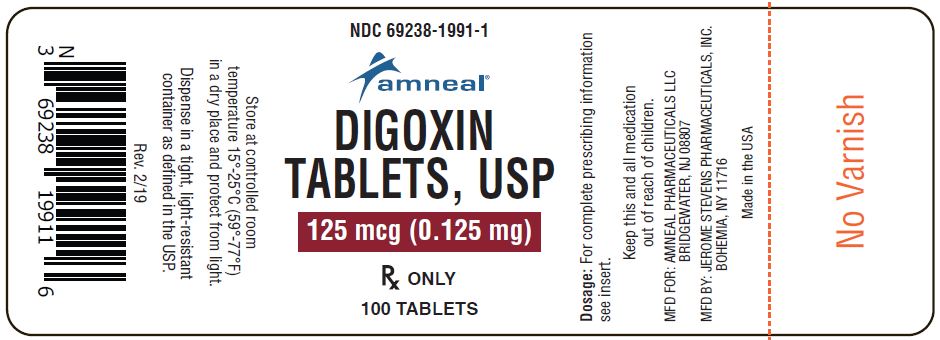 N
3 69238 19911 6
Rev. 2/19
Store at controlled room
temperature 15°-25°C (59°-77°F)
in a dry place and protect from light.
Dispense in a tight, light-resistant
container as defined in the USP.
NDC 69238-1991-1
amneal®
DIGOXIN
TABLETS, USP
125 mcg (0.125 mg)
Rx ONLY
100 TABLETS
Dosage: For complete prescribing information
see insert.
Keep this and all medication
out of reach of children.
MFD FOR: AMNEAL PHARMACEUTICALS LLC
BRIDGEWATER, NJ 08807
MFD BY: JEROME STEVENS PHARMACEUTICALS, INC.
BOHEMIA, NY 11716
Made in the USA
No Varnish